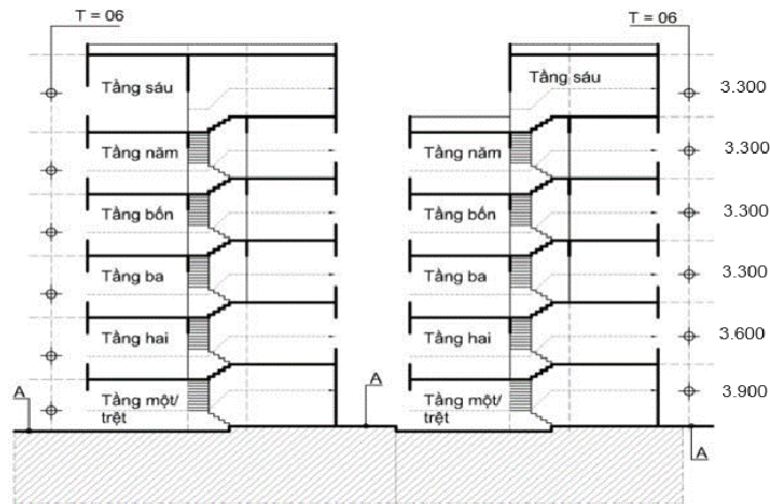 T = 06
T = 06
Tầng sáu
Tầng sáu
3.300
Tầng năm
Tầng năm
3.300
Tầng bốn
Tầng bốn
3.300
Tầng ba
Tầng ba
3.300
Tầng hai
Tầng hai
3.600
A
A
Tầng một/
trệt
Tầng một/
trệt
3.900
A